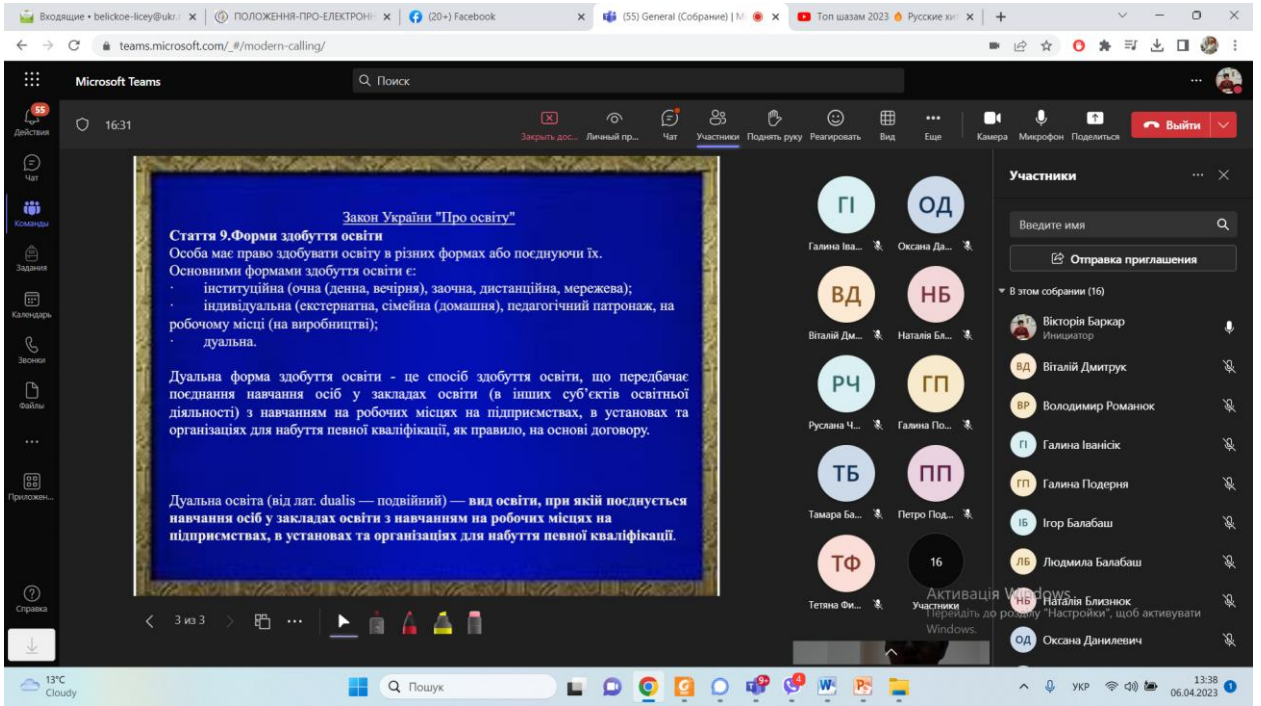 Входящие • belickoe-licey@ukr.r
ПОЛОЖЕННЯ-ПРО-ЕЛЕКТРОНН
(20+) Facebook
(55) General (Собрание) | M
Топ шазам 2023 🔥 Русские хит
teams.microsoft.com/_#/modern-calling/
Microsoft Teams
Поиск
55
Действия
Чат
Команды
Задания
Календарь
Звонки
Файлы
Приложен...
Справка
16:31
Закрыть дос...
Личный пр...
Чат
Участники
Поднять руку
Реагировать
Вид
Еще
Камера
Микрофон
Поделиться
Выйти
Закон України "Про освіту"
Стаття 9.Форми здобуття освіти
Особа має право здобувати освіту в різних формах або поєднуючи їх.
Основними формами здобуття освіти є:
· інституційна (очна (денна, вечірня), заочна, дистанційна, мережева);
· індивідуальна (екстернатна, сімейна (домашня), педагогічний патронаж, на
робочому місці (на виробництві);
· дуальна.
Дуальна форма здобуття освіти - це спосіб здобуття освіти, що передбачає
поєднання навчання осіб у закладах освіти (в інших суб’єктів освітньої
діяльності) з навчанням на робочих місцях на підприємствах, в установах та
організаціях для набуття певної кваліфікації, як правило, на основі договору.
Дуальна освіта (від лат. dualis — подвійний) — вид освіти, при якій поєднується
навчання осіб у закладах освіти з навчанням на робочих місцях на
підприємствах, в установах та організаціях для набуття певної кваліфікації.
3 из 3
ГІ
Галина Іва...
ОД
Оксана Да...
ВД
Віталій Дм...
НБ
Наталія Бл...
РЧ
Руслана Ч...
ГП
Галина По...
ТБ
Тамара Ба...
ПП
Петро Под...
ТФ
Тетяна Фи...
16
Участники
Участники
Введите имя
Отправка приглашения
В этом собрании (16)
Вікторія Баркар
Инициатор
ВД Віталій Дмитрук
ВР Володимир Романюк
ГІ Галина Іванісік
ГП Галина Подерня
ІБ Ігор Балабаш
ЛБ Людмила Балабаш
НБ Наталія Близнюк
ОД Оксана Данилевич
Активація Windows
Перейдіть до розділу "Настройки", щоб активувати
Windows.
13°C
Cloudy
Пошук
9+
4
УКР
13:38
06.04.2023
1